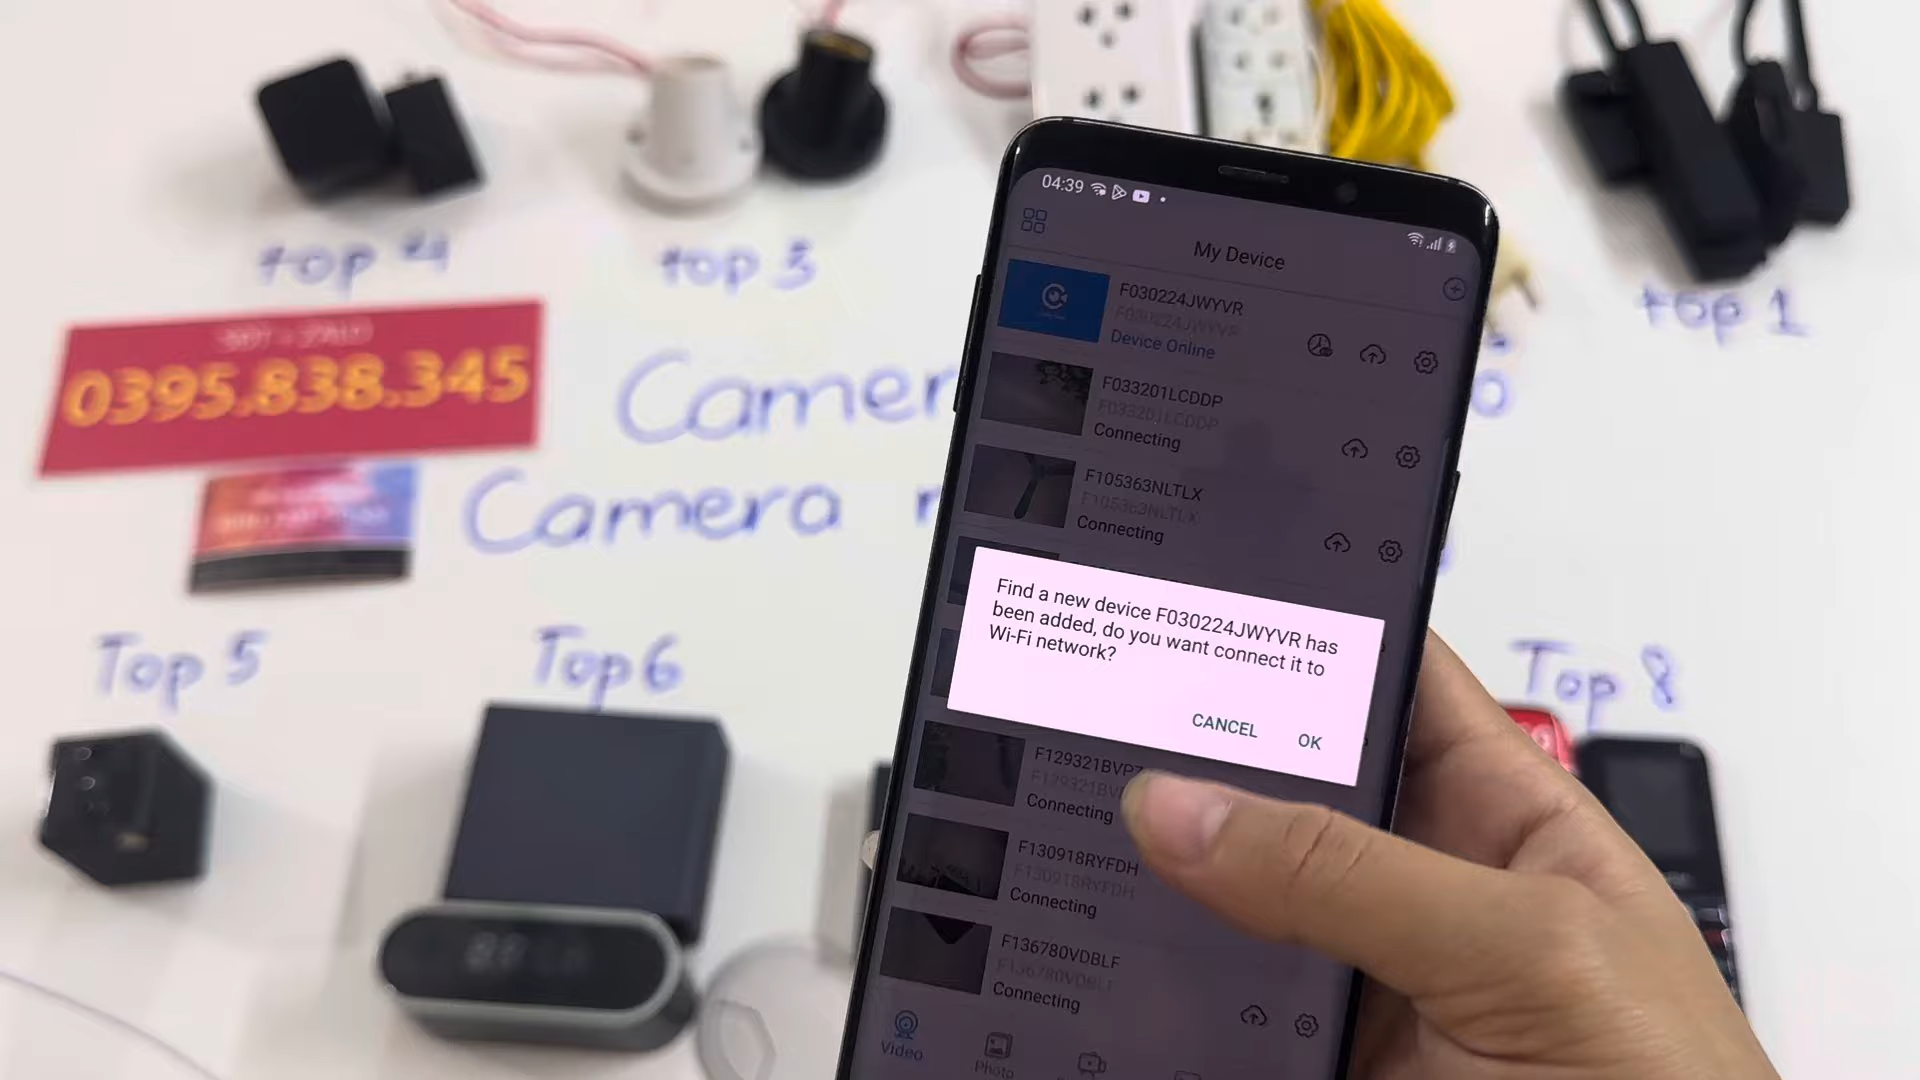 top 4
top 3
top 1
SĐT - ZALO
0395.838.345
Camer
Camera
Top 5
Top 6
Top 8
04:39
My Device
F030224JWYVR
F030224JWYVR
Device Online
F033201LCDDP
F033201LCDDP
Connecting
F105363NLTLX
F105363NLTLX
Connecting
Find a new device F030224JWYVR has
been added, do you want connect it to
Wi-Fi network?
CANCEL
OK
Connecting
F130918RYFDH
F130918RYFDH
Connecting
F136780VDBLF
F136780VDBLF
Connecting
Video
Photo